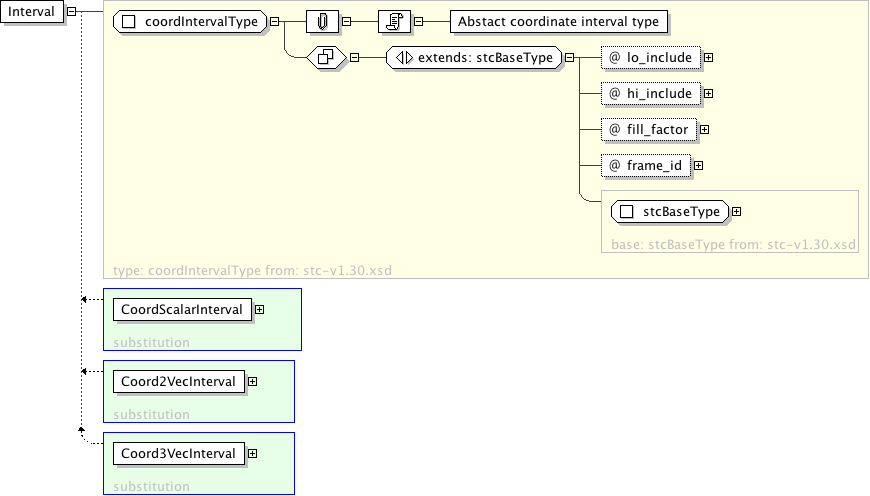 Interval
coordIntervalType
Abstact coordinate interval type
extends: stcBaseType
@ lo_include
@ hi_include
@ fill_factor
@ frame_id
stcBaseType
base: stcBaseType from: stc-v1.30.xsd
type: coordIntervalType from: stc-v1.30.xsd
CoordScalarInterval
substitution
Coord2VecInterval
substitution
Coord3VecInterval
substitution